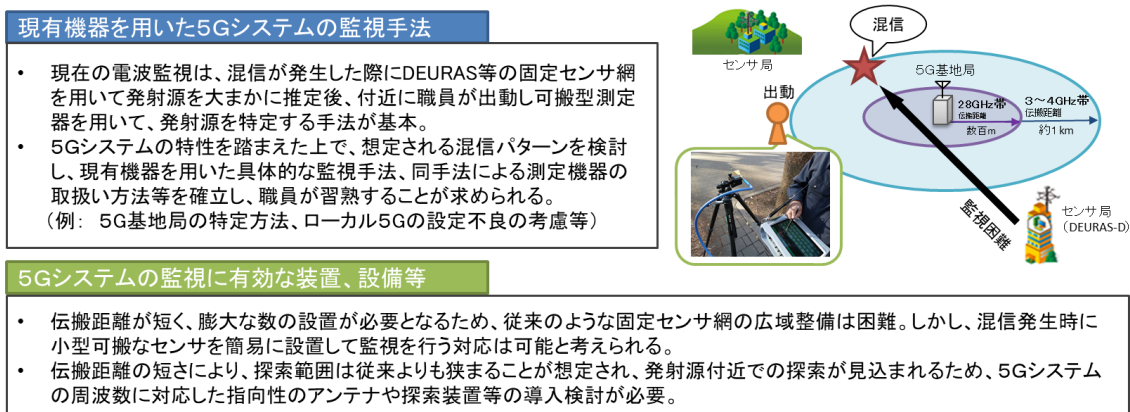 現有機器を用いた5Gシステムの監視手法
• 現在の電波監視は、混信が発生した際にDEURAS等の固定センサ網
を用いて発射源を大まかに推定後、付近に職員が出動し可搬型測定
器を用いて、発射源を特定する手法が基本。
• 5Gシステムの特性を踏まえた上で、想定される混信パターンを検討
し、現有機器を用いた具体的な監視手法、同手法による測定機器の
取扱い方法等を確立し、職員が習熟することが求められる。
（例： 5G基地局の特定方法、ローカル5Gの設定不良の考慮等）
センサ局
混信
出動
5G基地局
28GHz帯
伝搬距離
数百m
3～4GHz帯
伝搬距離
約1km
監視困難
センサ局
(DEURAS-D)
5Gシステムの監視に有効な装置、設備等
• 伝搬距離が短く、膨大な数の設置が必要となるため、従来のような固定センサ網の広域整備は困難。しかし、混信発生時に
小型可搬なセンサを簡易に設置して監視を行う対応は可能と考えられる。
• 伝搬距離の短さにより、探索範囲は従来よりも狭まることが想定され、発射源付近での探索が見込まれるため、5Gシステム
の周波数に対応した指向性のアンテナや探索装置等の導入検討が必要。